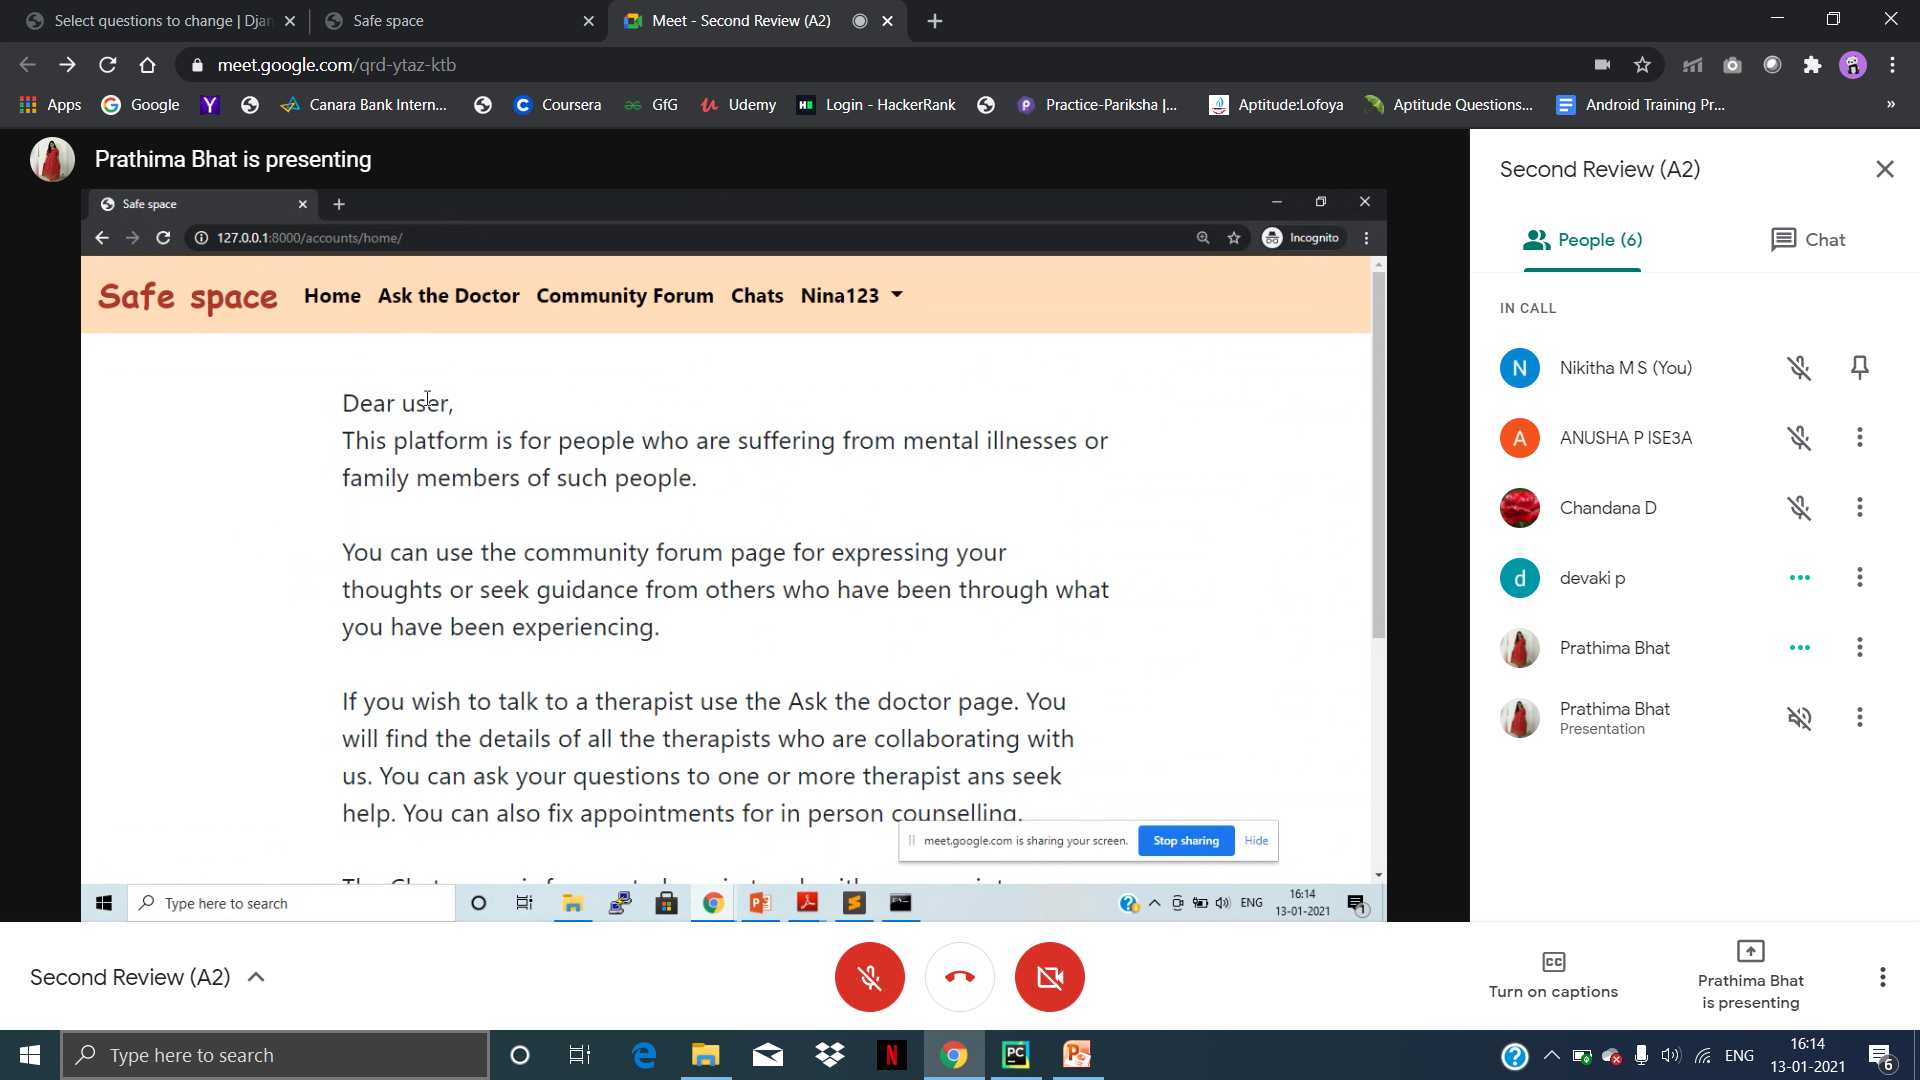 Select questions to change | Djan
Safe space
Meet - Second Review (A2)
meet.google.com/qrd-ytaz-ktb
Apps
Google
Canara Bank Intern...
Coursera
GfG
Udemy
Login - HackerRank
Practice-Pariksha |...
Aptitude:Lofoya
Aptitude Questions...
Android Training Pr...
»
Prathima Bhat is presenting
Safe space
127.0.0.1:8000/accounts/home/
Incognito
Safe space
Home
Ask the Doctor
Community Forum
Chats
Nina123
Dear user,
This platform is for people who are suffering from mental illnesses or
family members of such people.
You can use the community forum page for expressing your
thoughts or seek guidance from others who have been through what
you have been experiencing.
If you wish to talk to a therapist use the Ask the doctor page. You
will find the details of all the therapists who are collaborating with
us. You can ask your questions to one or more therapist ans seek
help. You can also fix appointments for in person counselling.
meet.google.com is sharing your screen.
Stop sharing
Hide
Type here to search
ENG
16:14
13-01-2021
1
Second Review (A2)
People (6)
Chat
IN CALL
N
Nikitha M S (You)
A
ANUSHA P ISE3A
Chandana D
d
devaki p
Prathima Bhat
Prathima Bhat
Presentation
Second Review (A2)
CC
Turn on captions
Prathima Bhat
is presenting
Type here to search
N
PC
ENG
16:14
13-01-2021
6